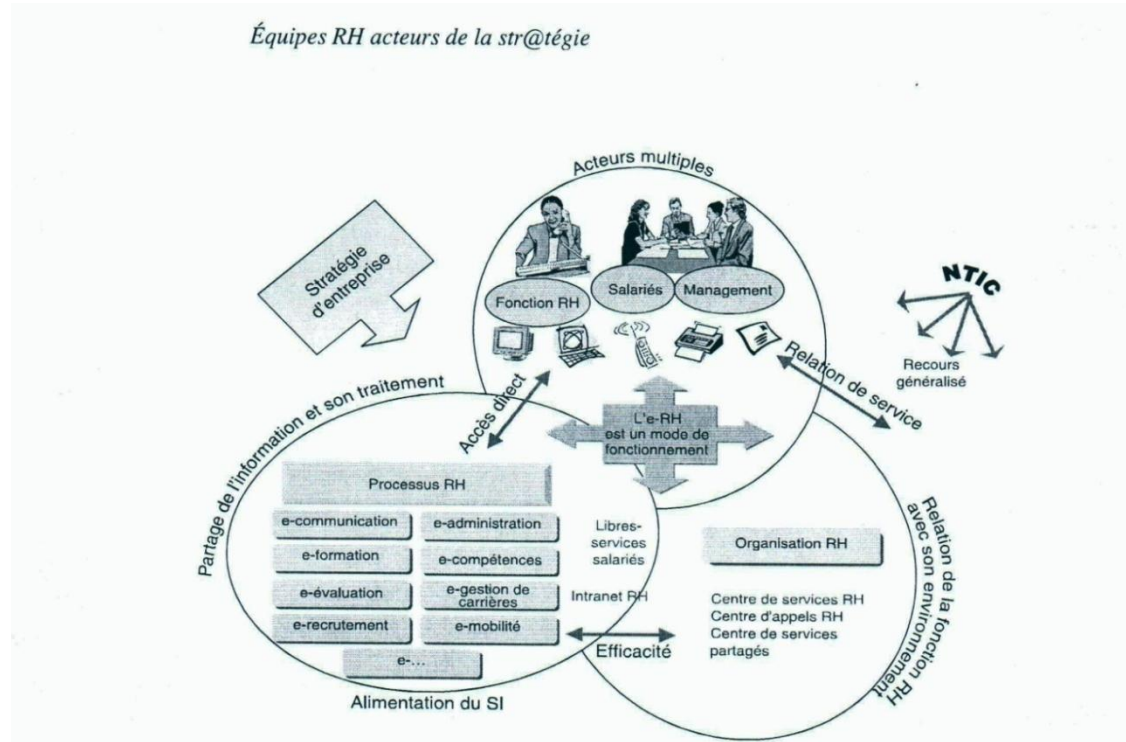 Équipes RH acteurs de la str@tégie
Acteurs multiples
Stratégie
d'entreprise
Fonction RH
Salariés
Management
NTIC
Recours
généralisé
Relation de service
Accès direct
Partage de l'information et son traitement
L'e-RH
est un mode de
fonctionnement
Processus RH
e-communication
e-administration
e-formation
e-compétences
e-évaluation
e-gestion de
carrières
e-recrutement
e-mobilité
e-...
Libres-
services
salariés
Intranet RH
Efficacité
Alimentation du SI
Organisation RH
Centre de services RH
Centre d'appels RH
Centre de services
partagés
Relation de la fonction RH
avec son environnement